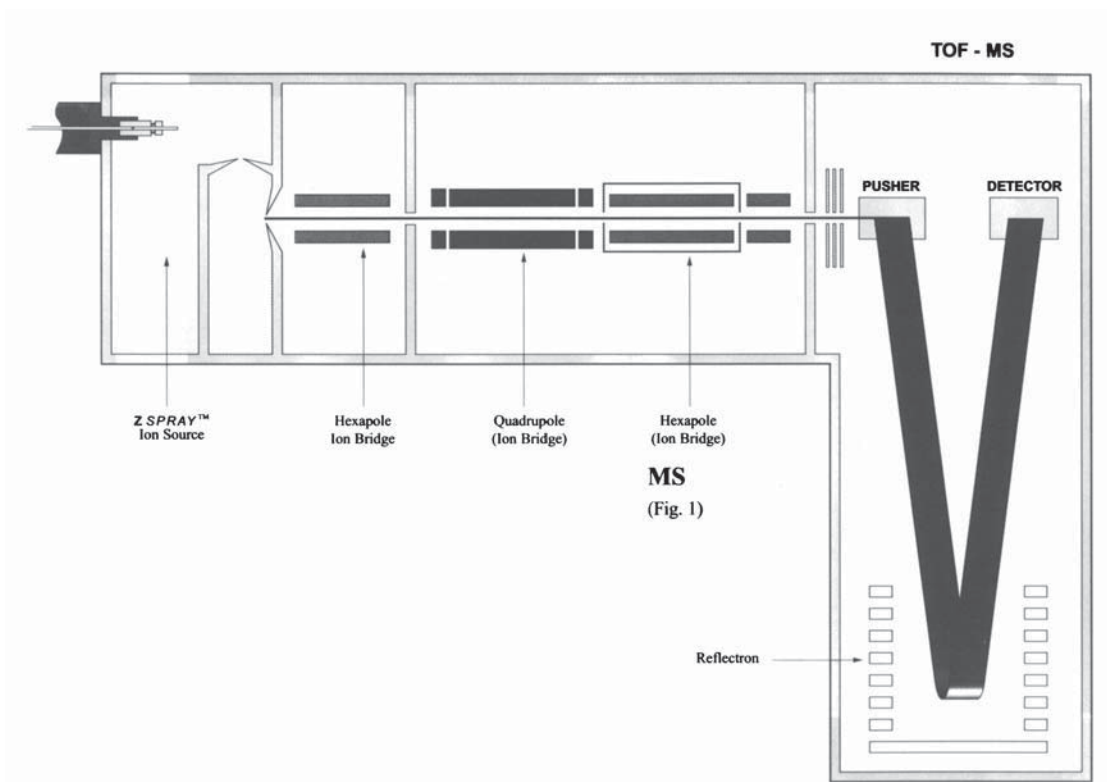 TOF - MS
PUSHER
DETECTOR
Z SPRAY™
Ion Source
Hexapole
Ion Bridge
Quadrupole
(Ion Bridge)
Hexapole
(Ion Bridge)
MS
(Fig. 1)
Reflectron